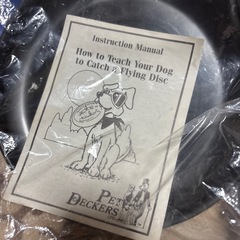 Instruction Manual
How to Teach Your Dog
to Catch a Flying Disc
PET
DECKERS